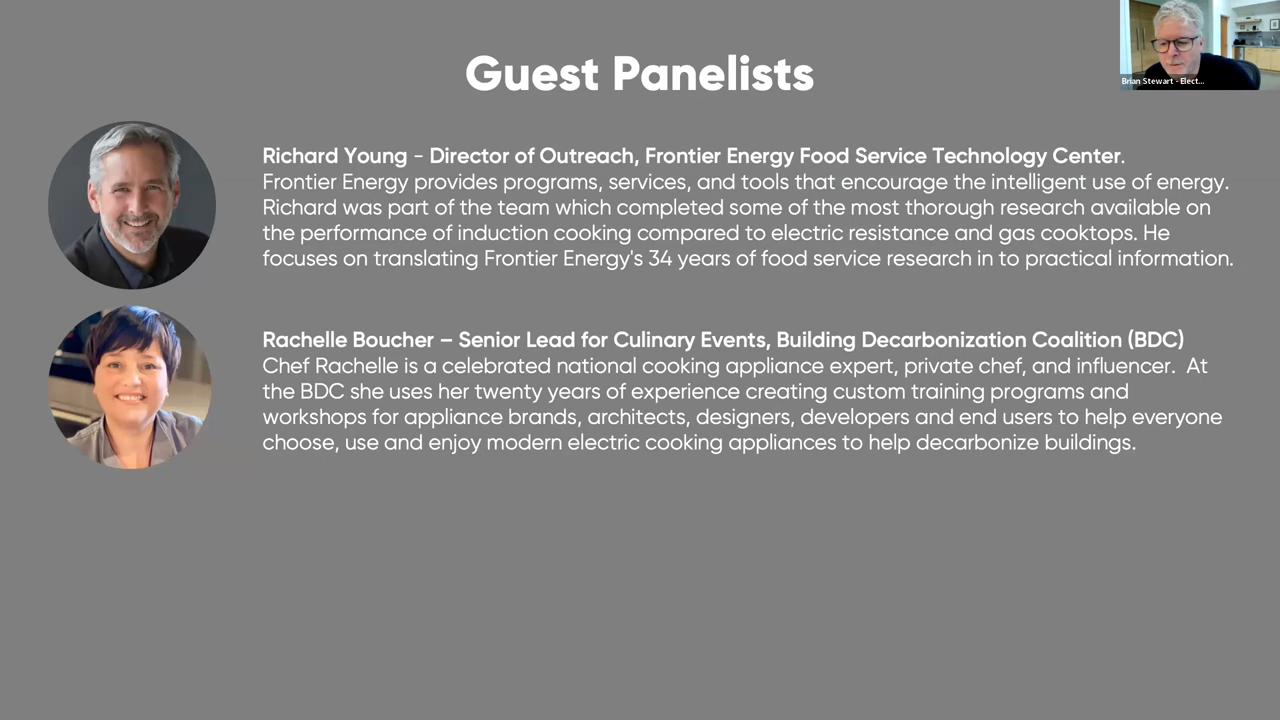 Guest Panelists
Brian Stewart - Elect...
Richard Young - Director of Outreach, Frontier Energy Food Service Technology Center.
Frontier Energy provides programs, services, and tools that encourage the intelligent use of energy.
Richard was part of the team which completed some of the most thorough research available on
the performance of induction cooking compared to electric resistance and gas cooktops. He
focuses on translating Frontier Energy's 34 years of food service research in to practical information.
Rachelle Boucher – Senior Lead for Culinary Events, Building Decarbonization Coalition (BDC)
Chef Rachelle is a celebrated national cooking appliance expert, private chef, and influencer.  At
the BDC she uses her twenty years of experience creating custom training programs and
workshops for appliance brands, architects, designers, developers and end users to help everyone
choose, use and enjoy modern electric cooking appliances to help decarbonize buildings.